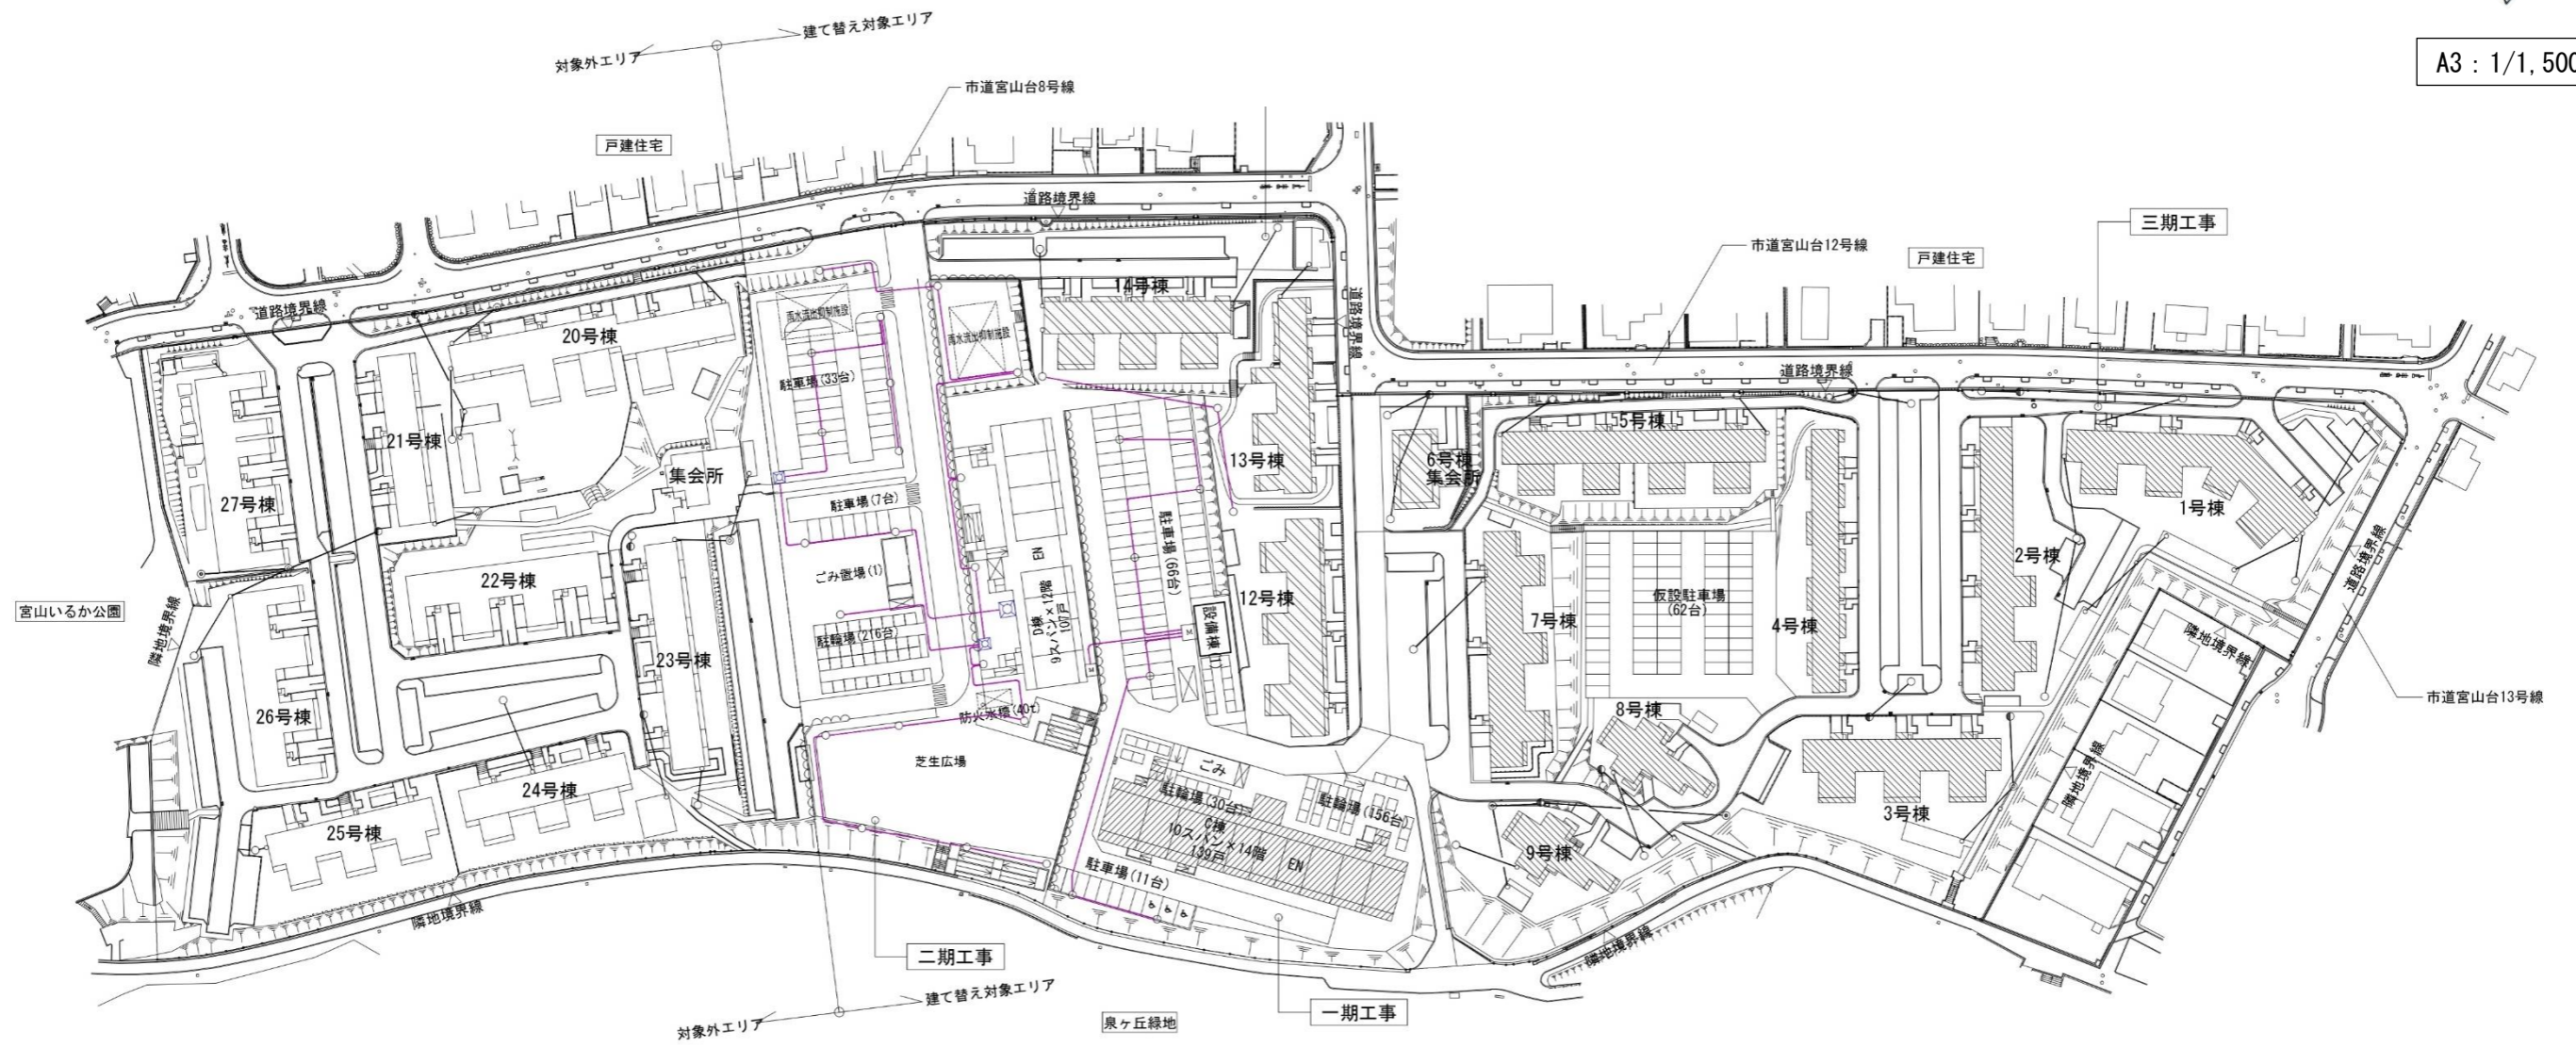 対象外エリア
建て替え対象エリア
A3：1/1,500
市道宮山台8号線
戸建住宅
道路境界線
三期工事
市道宮山台12号線
戸建住宅
道路境界線
14号棟
道路境界線
20号棟
雨水流出抑制施設
雨水流出抑制施設
道路境界線
駐車場(33台)
5号棟
21号棟
13号棟
6号棟
集会所
集会所
27号棟
駐車場(7台)
1号棟
駐車場(66台)
EN
2号棟
道路境界線
22号棟
ごみ置場(1)
D棟
9スパン×12階
107戸
12号棟
設備棟(1)
仮設駐車場
(62台)
7号棟
4号棟
宮山いるか公園
隣地境界線
駐輪場(216台)
隣地境界線
23号棟
市道宮山台13号線
26号棟
防火水槽(40t)
8号棟
芝生広場
ごみ
隣地境界線
24号棟
駐輪場(30台)
駐輪場(156台)
3号棟
25号棟
C棟
10スパン×14階
139戸
EN
9号棟
駐車場(11台)
隣地境界線
隣地境界線
二期工事
建て替え対象エリア
対象外エリア
泉ヶ丘緑地
一期工事